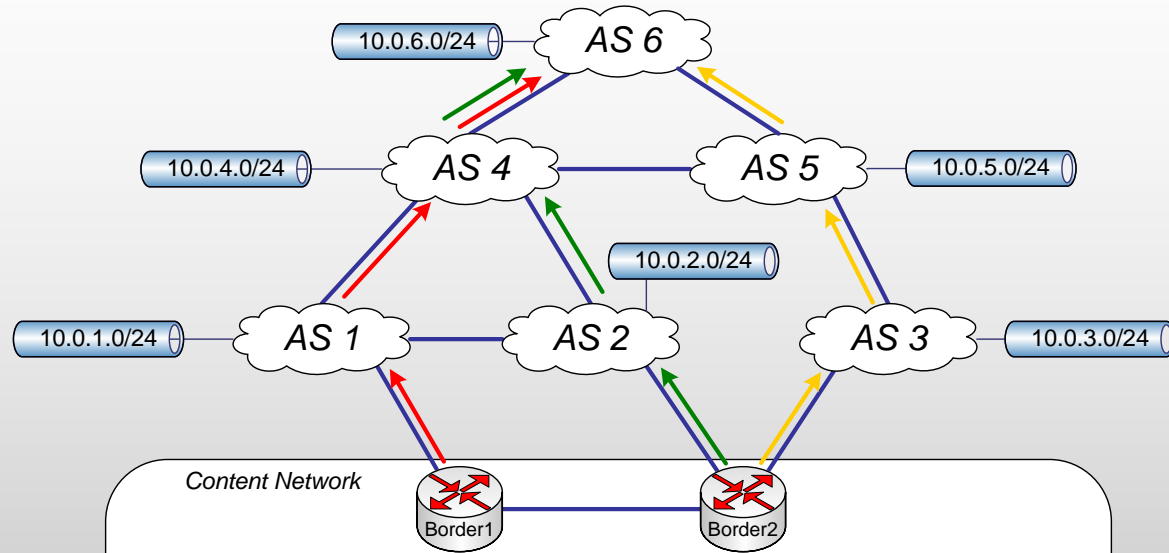 10.0.6.0/24
AS 6
10.0.4.0/24
AS 4
AS 5
10.0.5.0/24
10.0.2.0/24
10.0.1.0/24
AS 1
AS 2
AS 3
10.0.3.0/24
Content Network
Border1
Border2